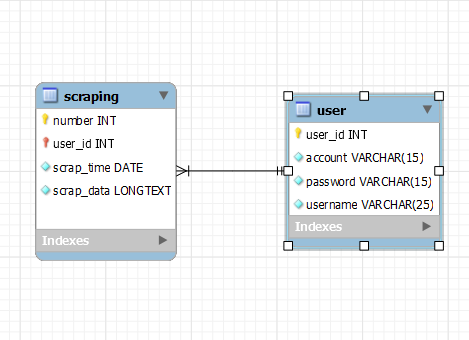 scraping
number INT
user_id INT
scrap_time DATE
scrap_data LONGTEXT
Indexes
user
user_id INT
account VARCHAR(15)
password VARCHAR(15)
username VARCHAR(25)
Indexes